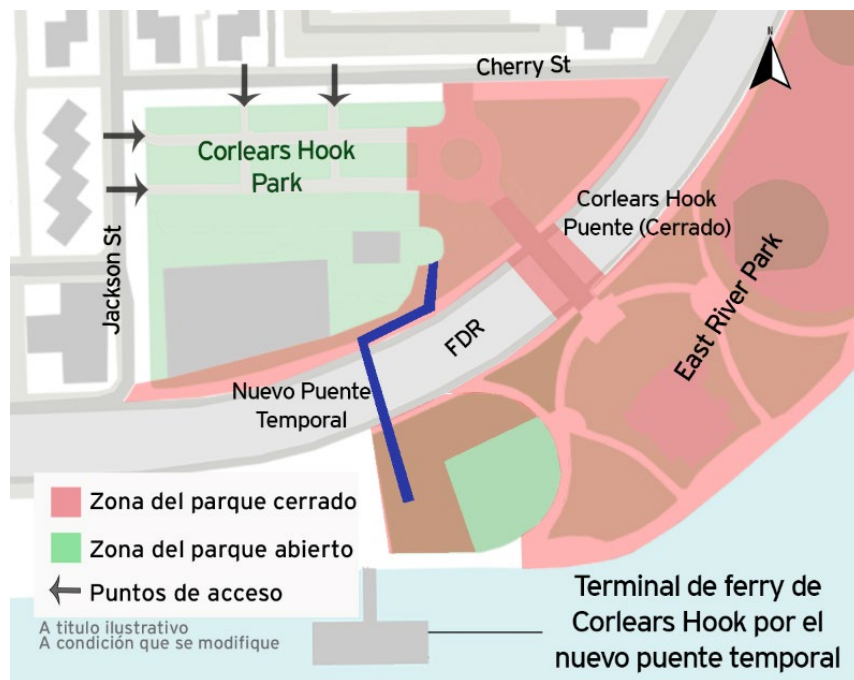 Cherry St
N
Corlears Hook
Park
Corlears Hook
Puente (Cerrado)
Jackson St
East River Park
FDR
Nuevo Puente
Temporal
Zona del parque cerrado
Zona del parque abierto
Puntos de acceso
A titulo ilustrativo
A condición que se modifique
Terminal de ferry de
Corlears Hook por el
nuevo puente temporal